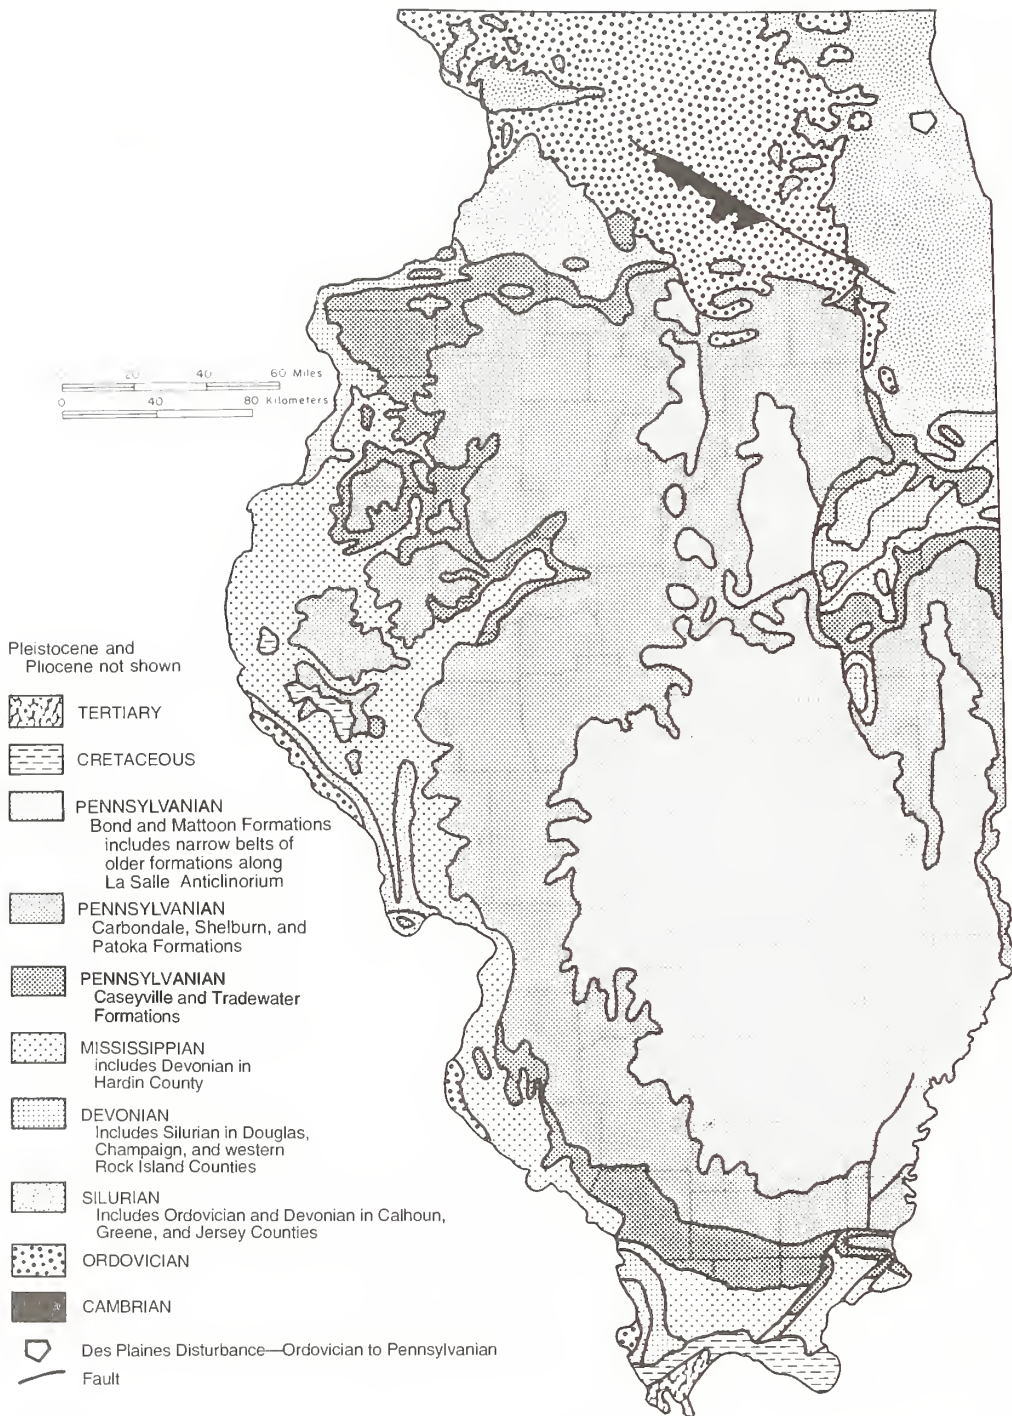 20 40 60 Miles
0 40 80 Kilometers
Pleistocene and
Pliocene not shown
TERTIARY
CRETACEOUS
PENNSYLVANIAN
Bond and Mattoon Formations
includes narrow belts of
older formations along
La Salle Anticlinorium
PENNSYLVANIAN
Carbondale, Shelburn, and
Patoka Formations
PENNSYLVANIAN
Caseyville and Tradewater
Formations
MISSISSIPPIAN
includes Devonian in
Hardin County
DEVONIAN
Includes Silurian in Douglas,
Champaign, and western
Rock Island Counties
SILURIAN
Includes Ordovician and Devonian in Calhoun,
Greene, and Jersey Counties
ORDOVICIAN
CAMBRIAN
Des Plaines Disturbance—Ordovician to Pennsylvanian
Fault